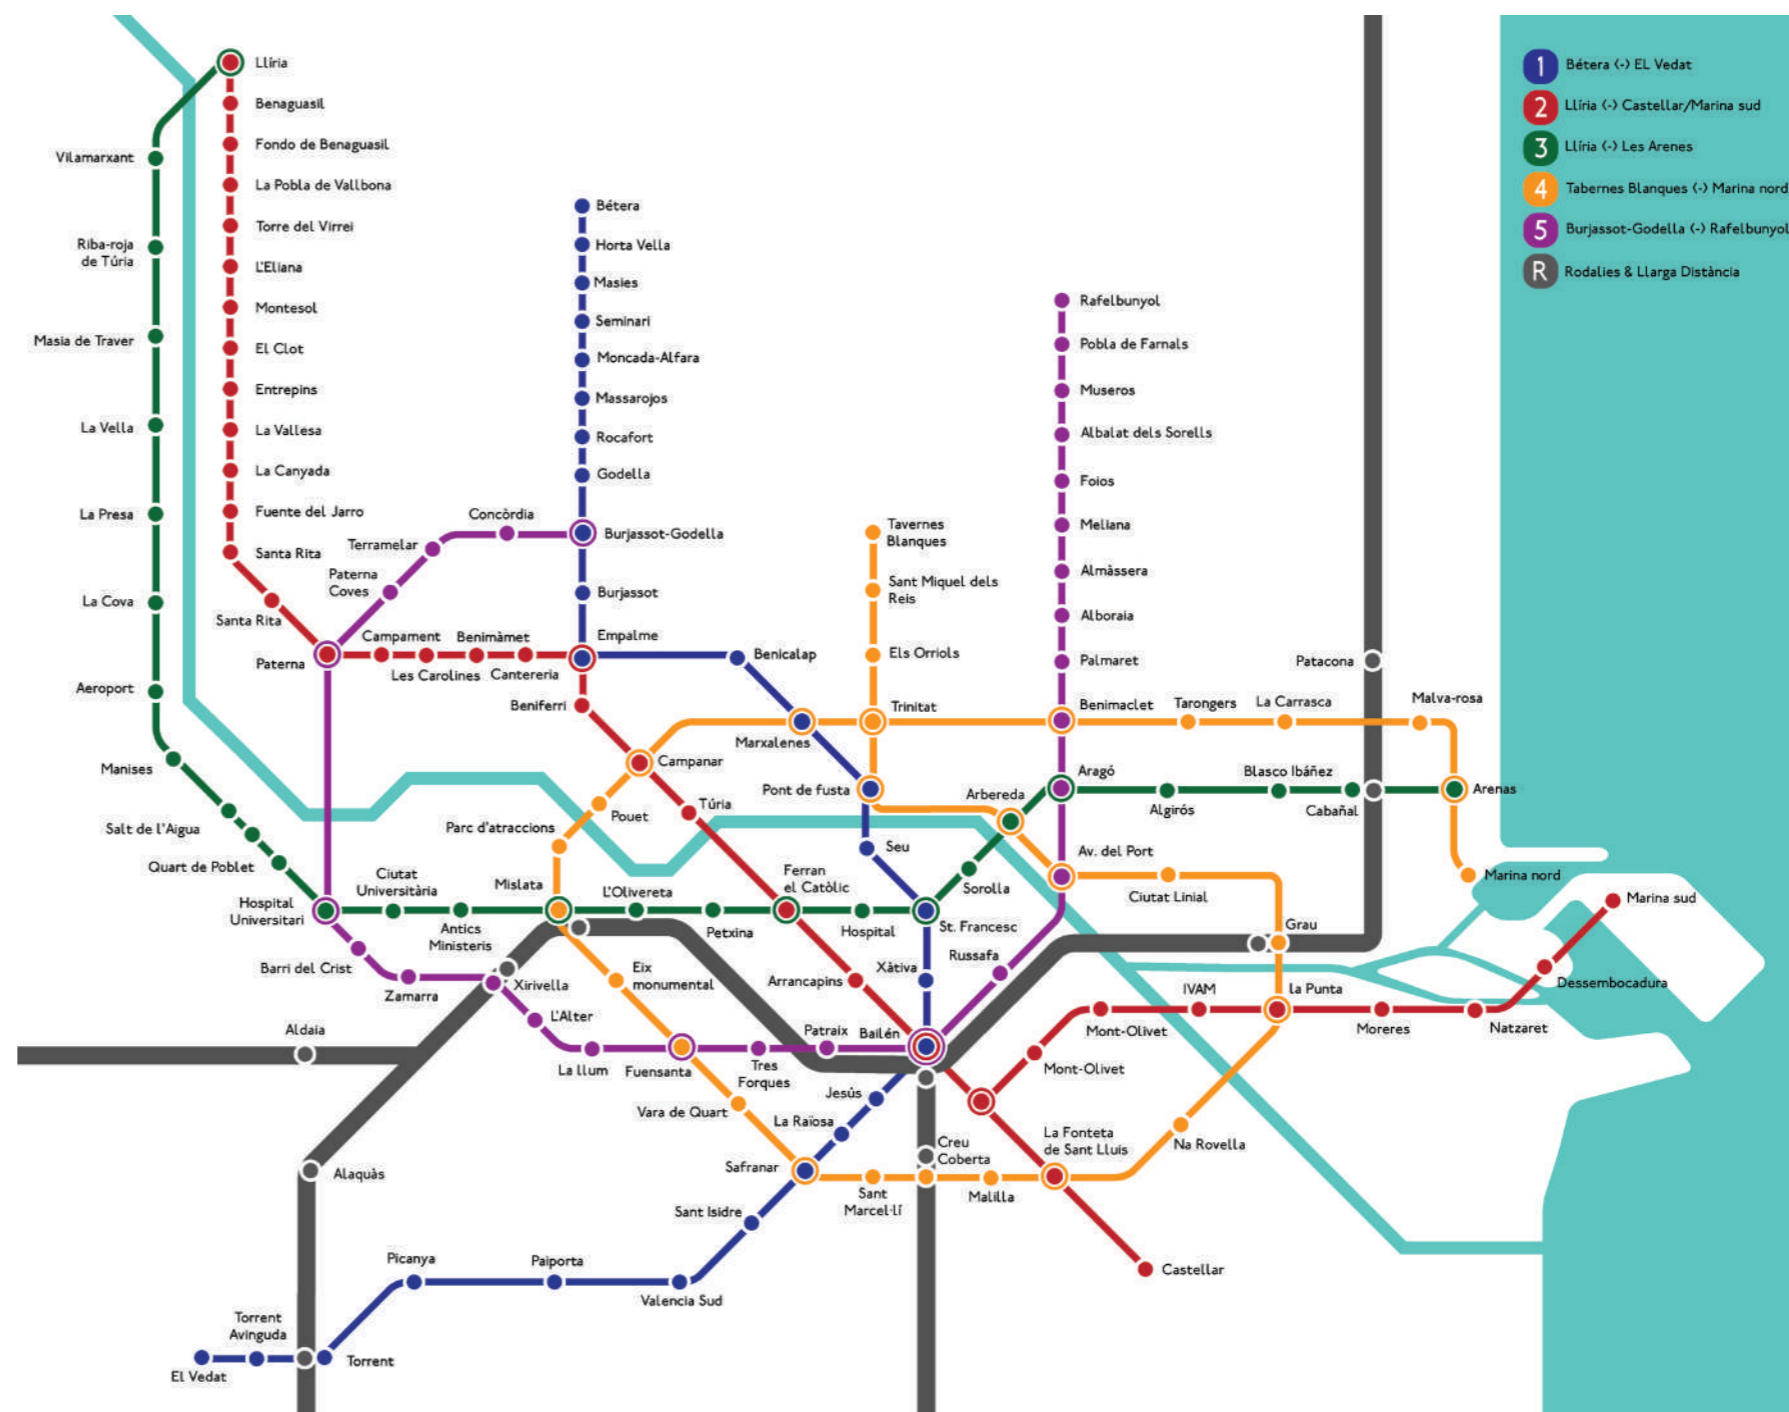 1 Bétera (-) EL Vedat
2 Llíria (-) Castellar/Marina sud
3 Llíria (-) Les Arenes
4 Tabernes Blanques (-) Marina nord
5 Burjassot-Godella (-) Rafelbunyol
R Rodalies & Llarga Distància
Llíria
Benaguasil
Fondo de Benaguasil
La Pobla de Vallbona
Torre del Virrei
L'Eliana
Montesol
El Clot
Entrepins
La Vallesa
La Canyada
Fuente del Jarro
Santa Rita
Santa Rita
Paterna
Vilamarxant
Riba-roja
de Túria
Masia de Traver
La Vella
La Presa
La Cova
Aeroport
Manises
Salt de l'Aigua
Quart de Poblet
Hospital
Universitari
Bétera
Horta Vella
Masies
Seminari
Moncada-Alfara
Massarojos
Rocafort
Godella
Burjassot-Godella
Burjassot
Empalme
Concòrdia
Terramelar
Paterna
Coves
Campament
Les Carolines
Benimàmet
Cantereria
Beniferri
Benicalap
Marxalenes
Campanar
Pouet
Parc d'atraccions
Mislata
Túria
Pont de fusta
Seu
Tavernes
Blanques
Sant Miquel dels
Reis
Els Orriols
Trinitat
Rafelbunyol
Pobla de Farnals
Museros
Albalat dels Sorells
Foios
Meliana
Almàssera
Alboraia
Palmaret
Benimaclet
Tarongers
La Carrasca
Malva-rosa
Patacona
Aragó
Algirós
Blasco Ibáñez
Cabañal
Arenas
Arbereda
Sorolla
Av. del Port
Ciutat Linial
Grau
Marina nord
Marina sud
Dessembocadura
Natzaret
Moreres
la Punta
IVAM
Mont-Olivet
Mont-Olivet
Ciutat
Universitària
Antics
Ministeris
L'Olivereta
Petxina
Ferran
el Catòlic
Hospital
St. Francesc
Xàtiva
Russafa
Arrancapins
Bailén
Patraix
Tres
Forques
Fuensanta
La llum
L'Alter
Xirivella
Zamarra
Barri del Crist
Eix
monumental
Vara de Quart
Safranar
La Raïosa
Jesús
Creu
Coberta
Sant
Marcel·lí
Malilla
La Fonteta
de Sant Lluís
Na Rovella
Castellar
Aldaia
Alaquàs
Sant Isidre
Valencia Sud
Paiporta
Picanya
Torrent
Torrent
Avinguda
El Vedat